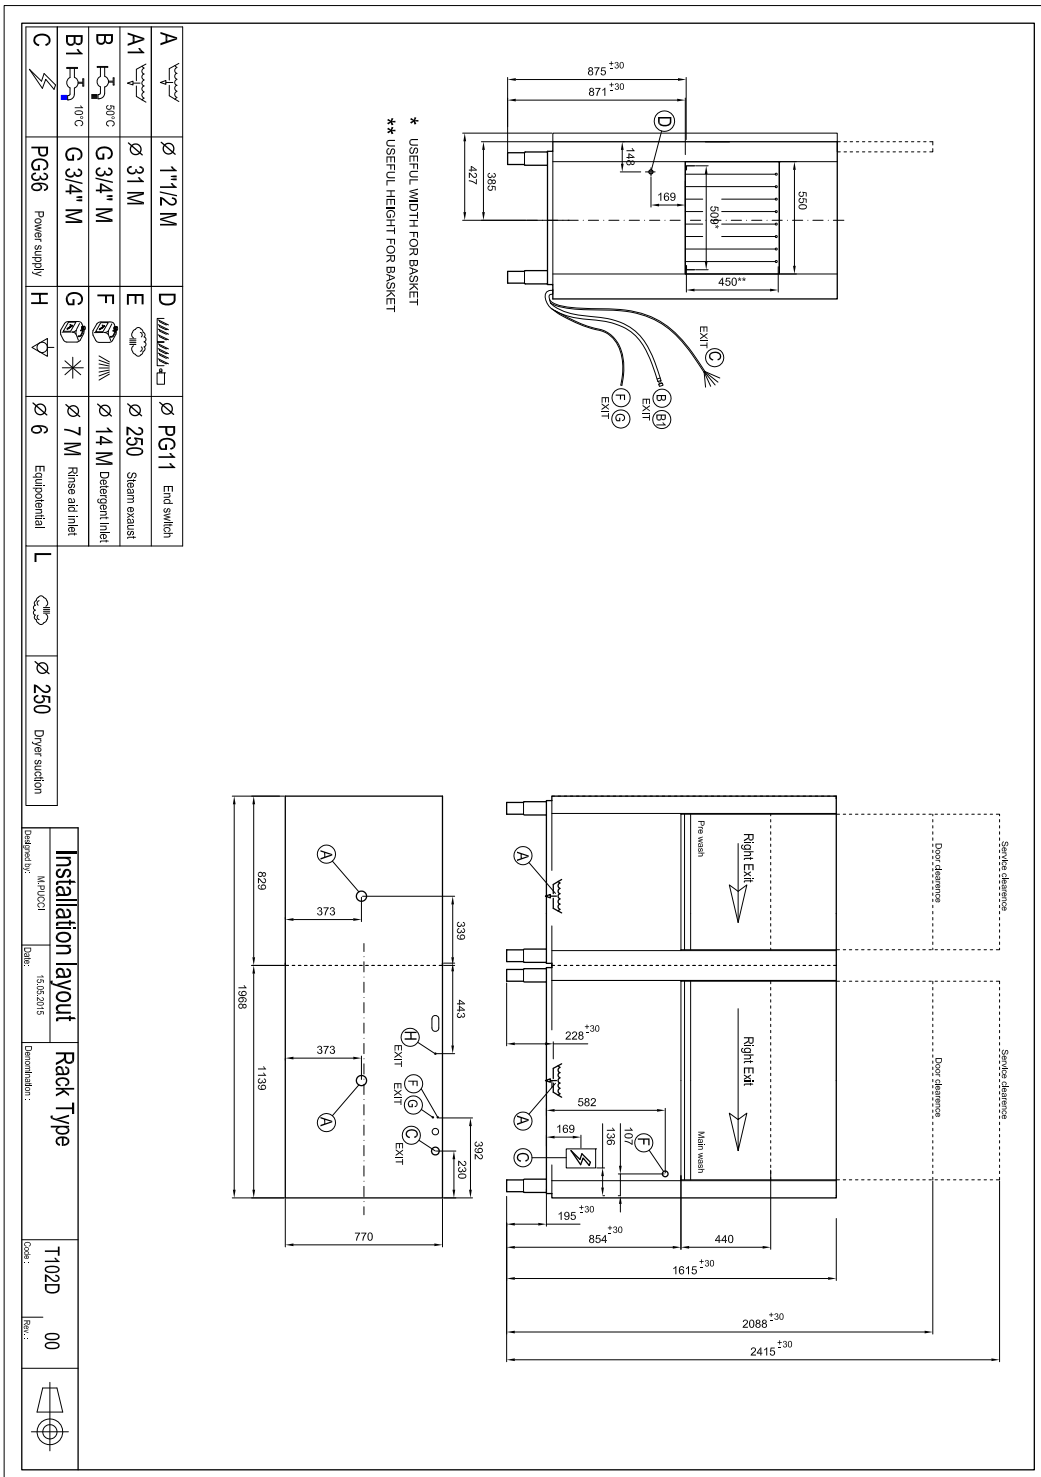 875 ±30
871 ±30
D
148
169
385
427
550
509*
450**
C
EXIT
B B1
EXIT
F G
EXIT
* USEFUL WIDTH FOR BASKET
** USEFUL HEIGHT FOR BASKET
Service clearence
Door clearence
Right Exit
Pre wash
A
Service clearence
Door clearence
Right Exit
Main wash
228 ±30
A
582
169
136
107
F
C
195 ±30
854 ±30
440
1615 ±30
2088 ±30
2415 ±30
A
829
373
339
443
1968
1139
373
A
H
EXIT
F
G
EXIT
C
EXIT
392
230
770
A Ø 1"1/2 M D Ø PG11 End switch
A1 Ø 31 M E Ø 250 Steam exaust
B 50°C G 3/4" M F Ø 14 M Detergent inlet
B1 10°C G 3/4" M G Ø 7 M Rinse aid inlet
C PG36 Power supply H Ø 6 Equipotential L Ø 250 Dryer suction
Installation layout Rack Type T102D 00
Designed by: M.PUCCI Date: 15.05.2015 Denomination : Code : Rev. :